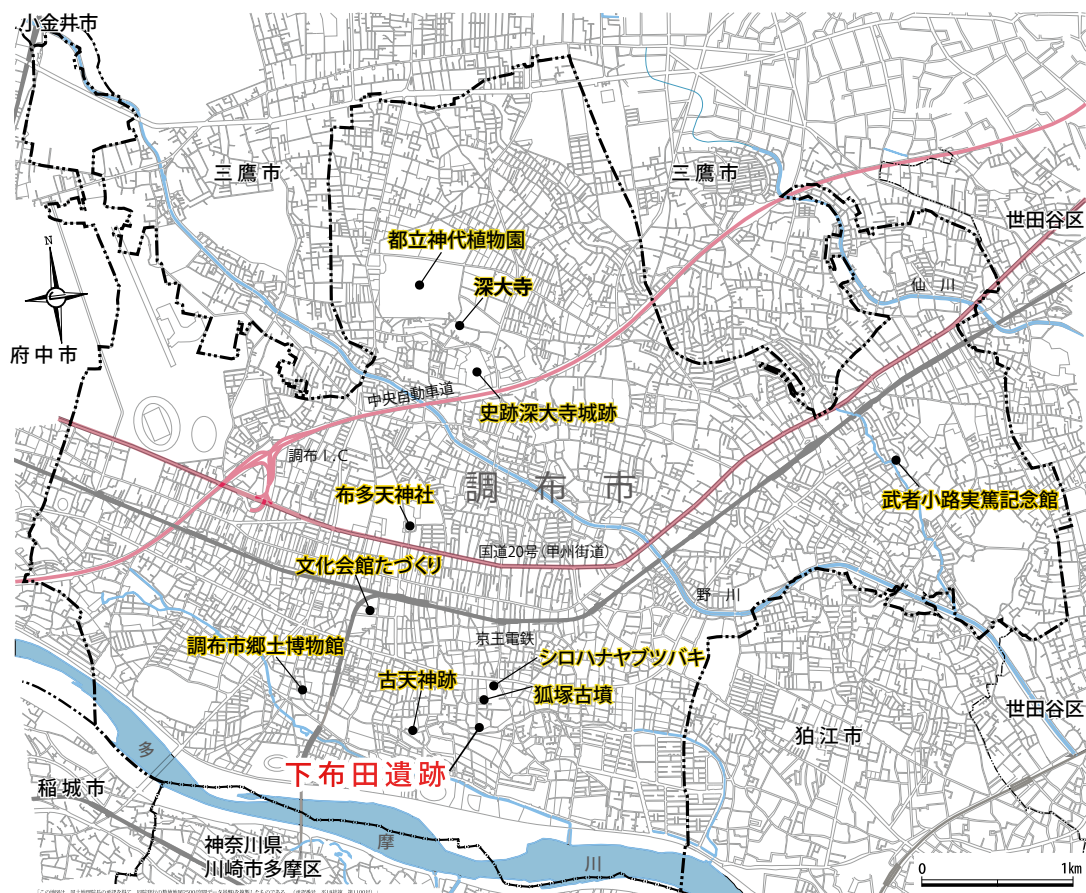 小金井市
三鷹市
三鷹市
世田谷区
都立神代植物園
N
深大寺
仙川
府中市
中央自動車道
史跡深大寺城跡
調布I.C
調布市
布多天神社
武者小路実篤記念館
国道20号(甲州街道)
文化会館たづくり
野川
京王電鉄
調布市郷土博物館
シロハナヤブツバキ
古天神跡
狐塚古墳
世田谷区
狛江市
多
下布田遺跡
稲城市
摩
神奈川県
川崎市多摩区
川
0 1km